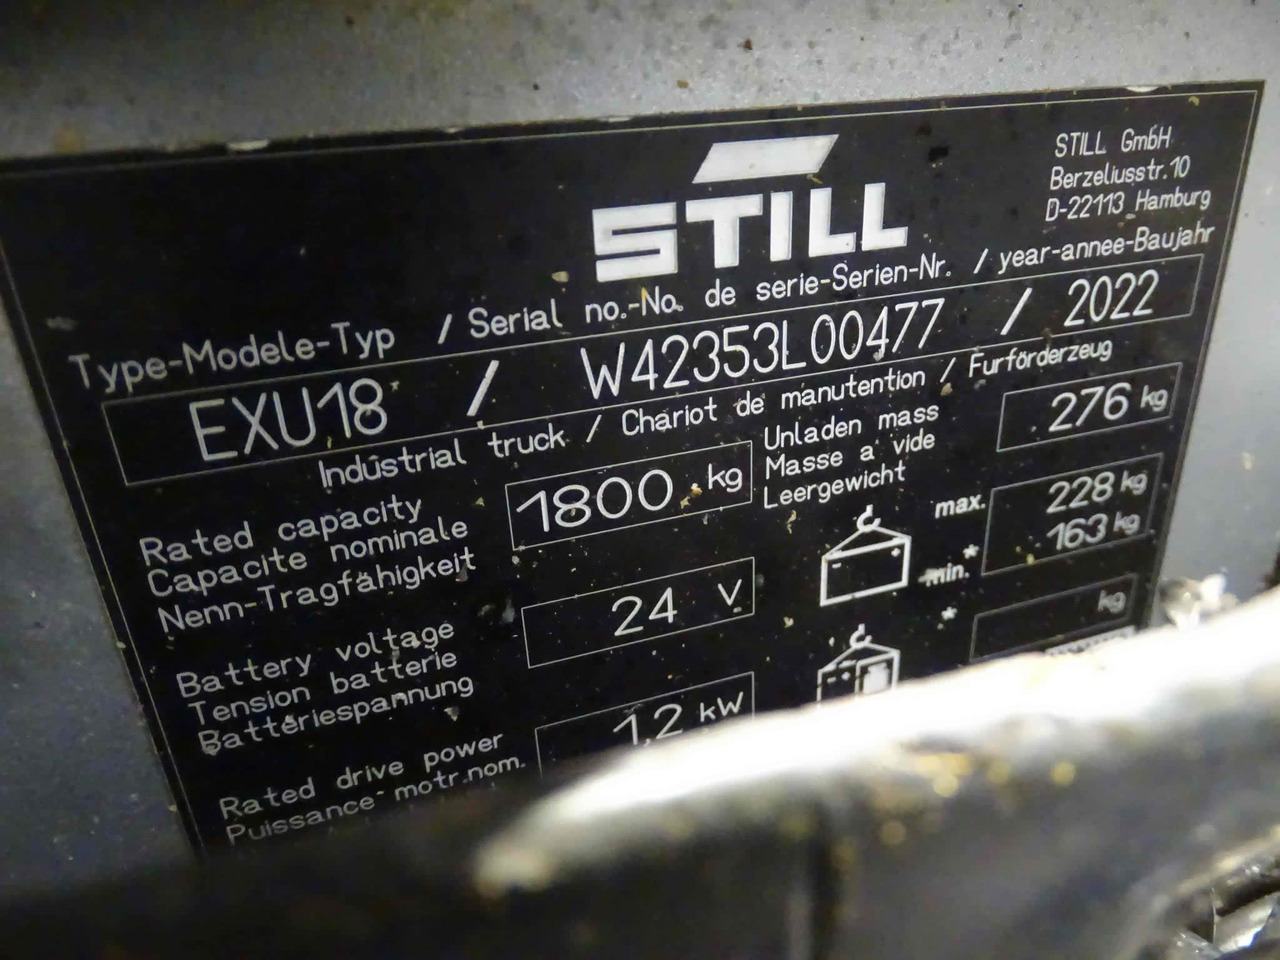 STILL
STILL GmbH
Berzeliusstr.10
D-22113 Hamburg
Type-Modele-Typ / Serial no.-No. de serie-Serien-Nr. / year-annee-Baujahr
EXU18 / W42353L00477 / 2022
Industrial truck / Chariot de manutention / Furförderzeug
Rated capacity
Capacite nominale
Nenn-Tragfähigkeit
1800 kg
Unladen mass
Masse a vide
Leergewicht
276 kg
Battery voltage
Tension batterie
Batteriespannung
24 V
max. 228 kg
min. * 163 kg
* kg
Rated drive power
Puissance motr.nom.
1,2 kW